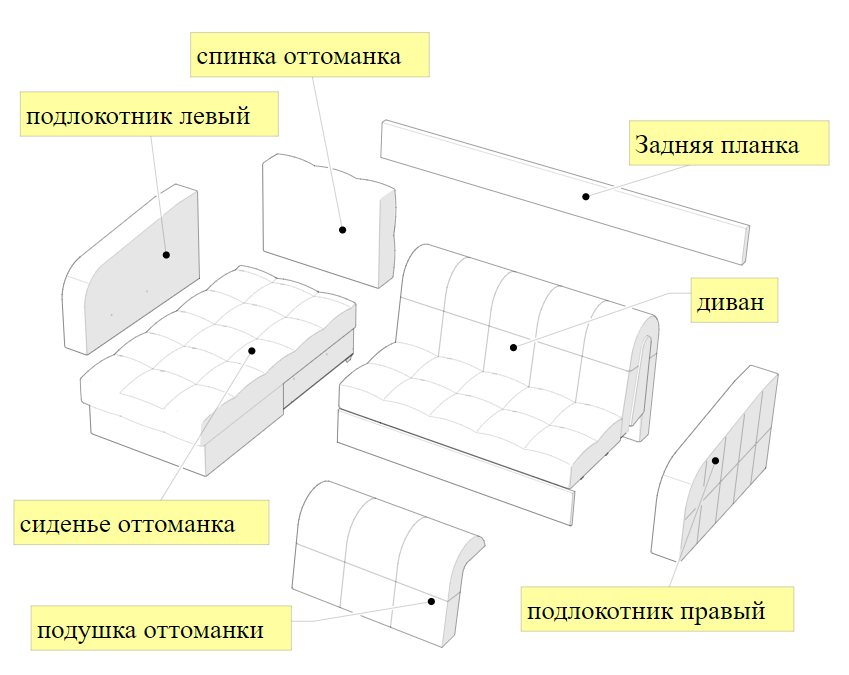 спинка оттоманка
подлокотник левый
Задняя планка
диван
сиденье оттоманка
подлокотник правый
подушка оттоманки